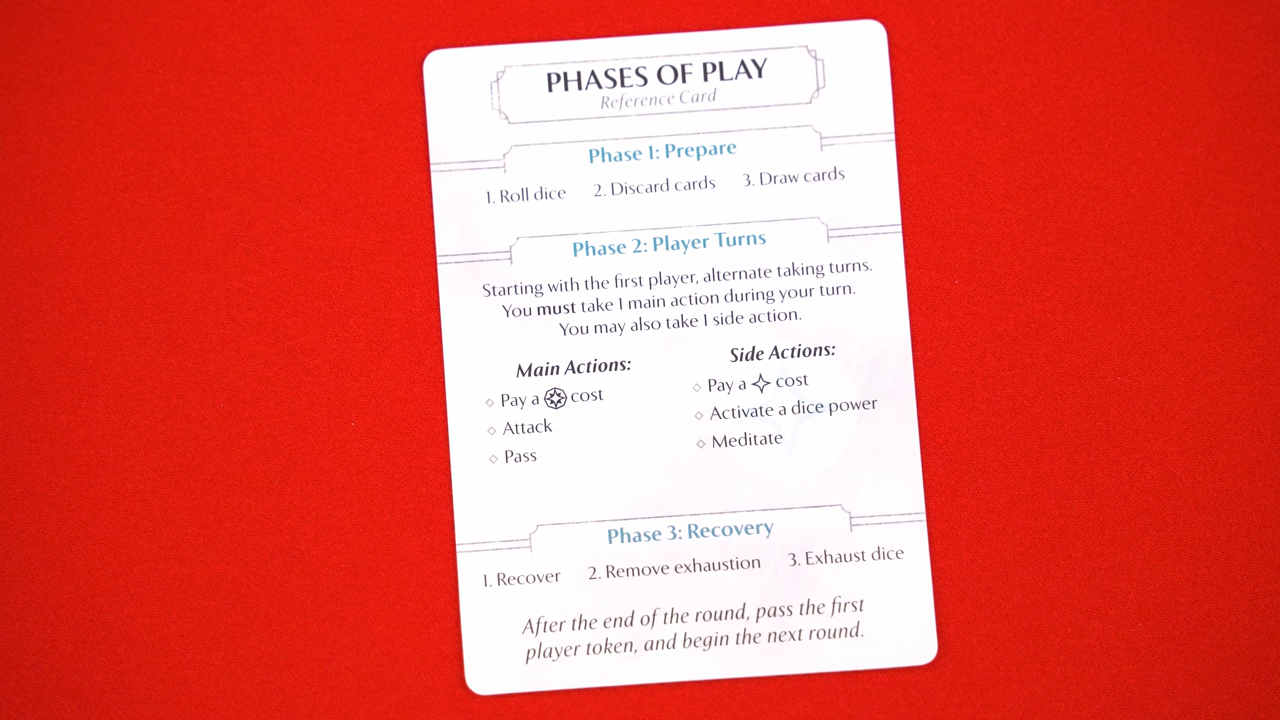 PHASES OF PLAY
Reference Card
Phase 1: Prepare
1. Roll dice 2. Discard cards 3. Draw cards
Phase 2: Player Turns
Starting with the first player, alternate taking turns.
You must take 1 main action during your turn.
You may also take 1 side action.
Main Actions:
◇ Pay a cost
◇ Attack
◇ Pass
Side Actions:
◇ Pay a cost
◇ Activate a dice power
◇ Meditate
Phase 3: Recovery
1. Recover 2. Remove exhaustion 3. Exhaust dice
After the end of the round, pass the first
player token, and begin the next round.